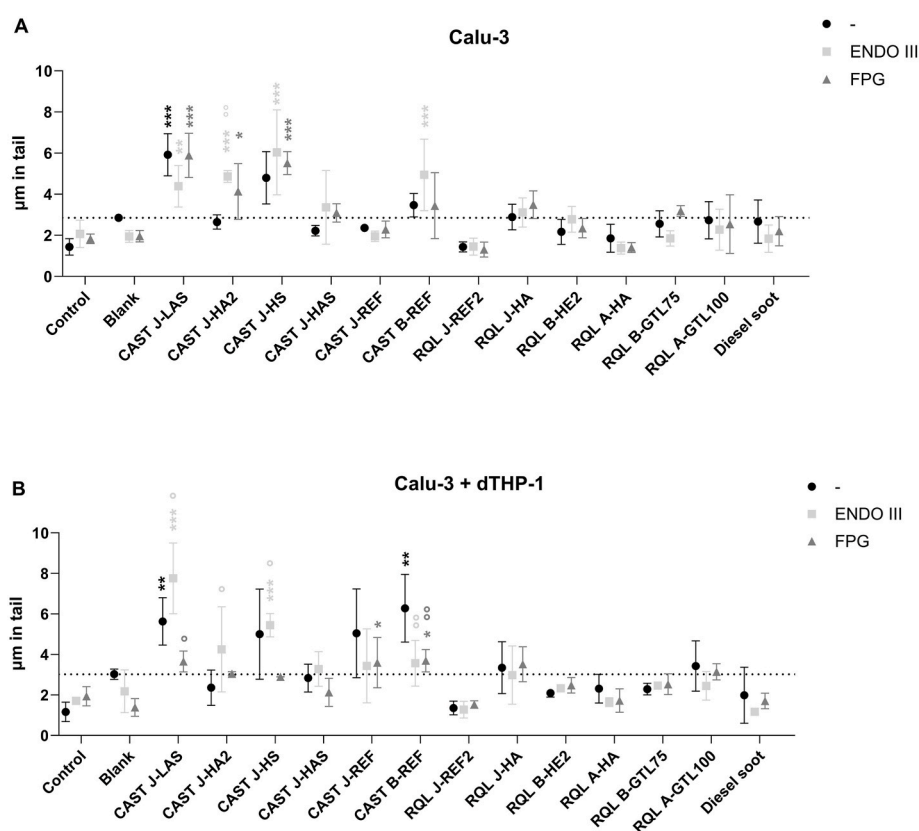 A
Calu-3
-
ENDO III
FPG
µm in tail
10
8
6
4
2
0
***
**
***
*** °°
*
***
***
***
Control
Blank
CAST J-LAS
CAST J-HA2
CAST J-HS
CAST J-HAS
CAST J-REF
CAST B-REF
RQL J-REF2
RQL J-HA
RQL B-HE2
RQL A-HA
RQL B-GTL75
RQL A-GTL100
Diesel soot
B
Calu-3 + dTHP-1
-
ENDO III
FPG
µm in tail
10
8
6
4
2
0
**
*** °
°
°
*** °
*
**
°°
* °°
Control
Blank
CAST J-LAS
CAST J-HA2
CAST J-HS
CAST J-HAS
CAST J-REF
CAST B-REF
RQL J-REF2
RQL J-HA
RQL B-HE2
RQL A-HA
RQL B-GTL75
RQL A-GTL100
Diesel soot